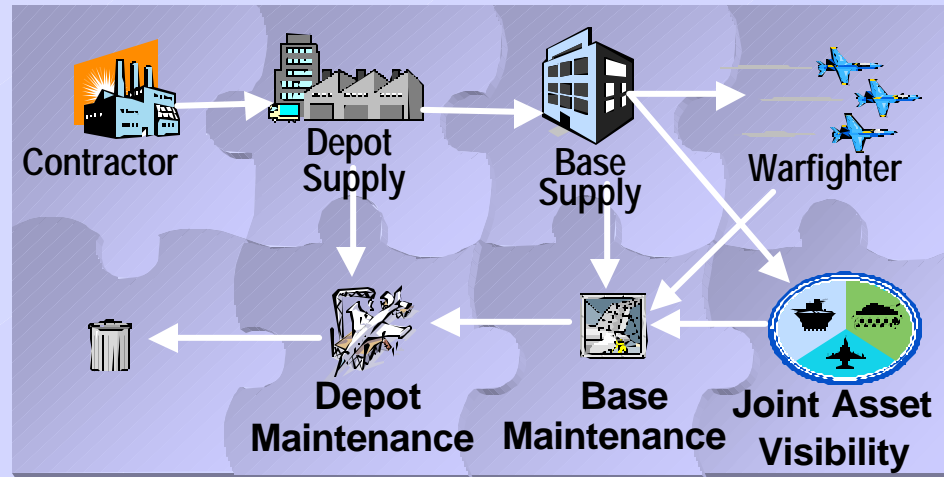 Contractor
Depot
Supply
Base
Supply
Warfighter
Depot
Maintenance
Base
Maintenance
Joint Asset
Visibility